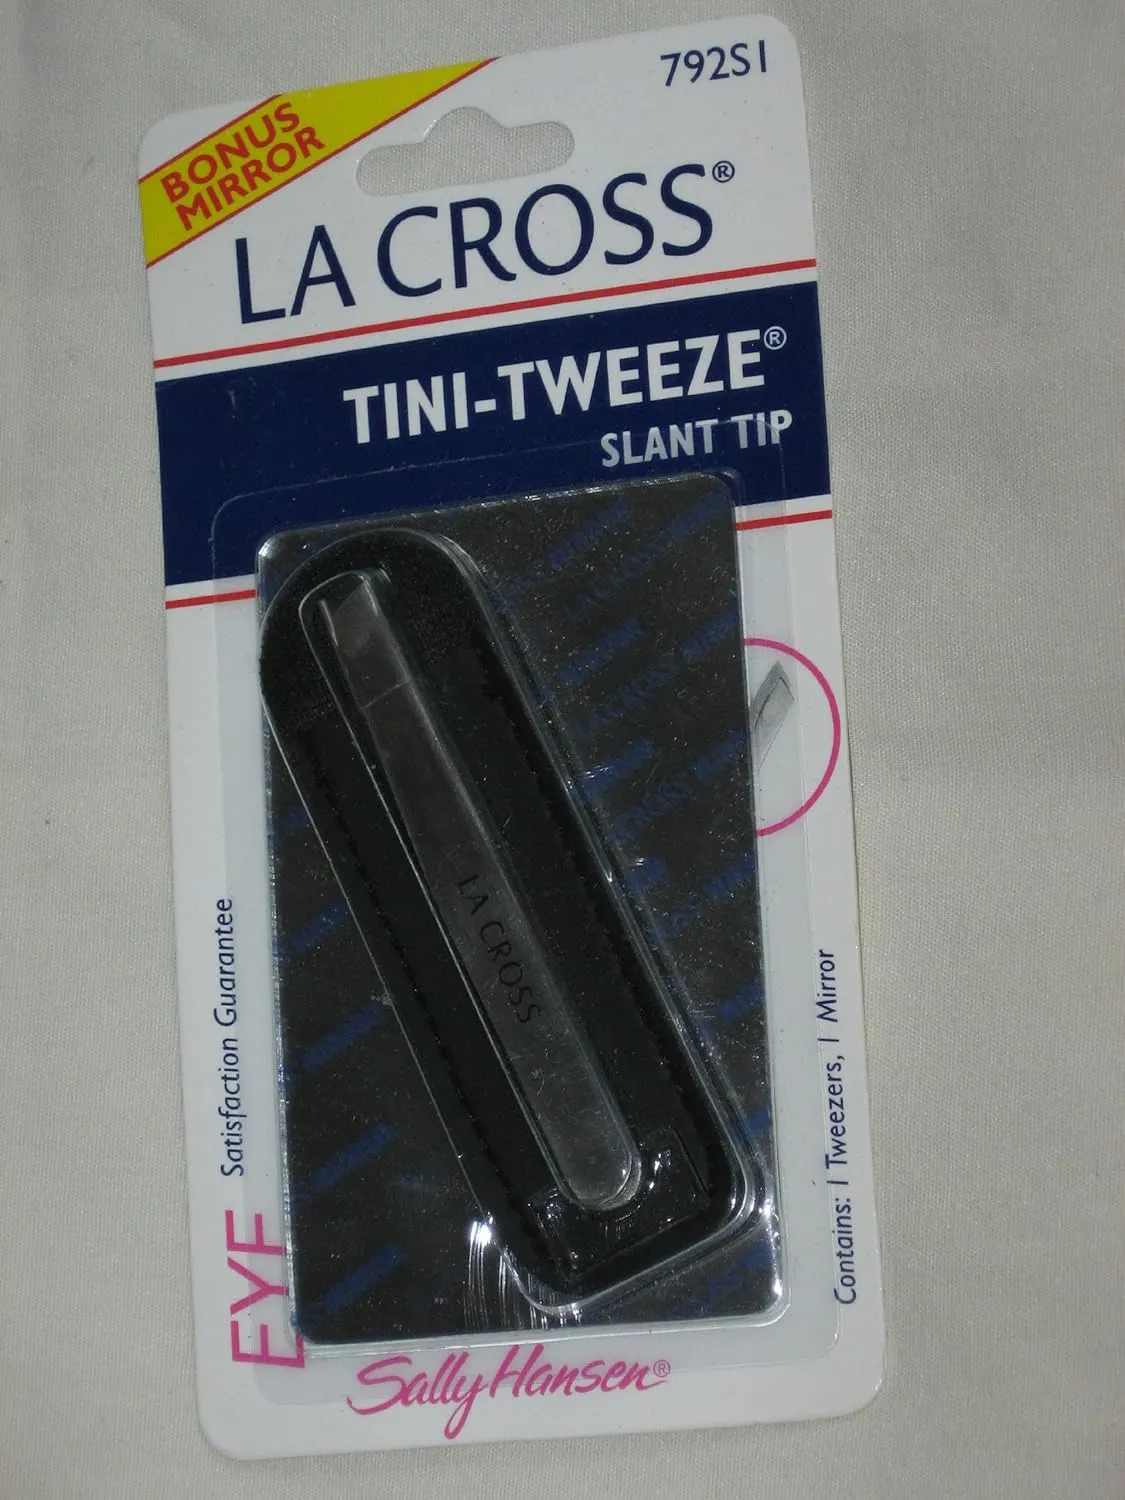 792S1
BONUS
MIRROR
LA CROSS®
TINI-TWEEZE®
SLANT TIP
LA CROSS
Satisfaction Guarantee
EYE
Contains: 1 Tweezers, 1 Mirror
Sally Hansen®